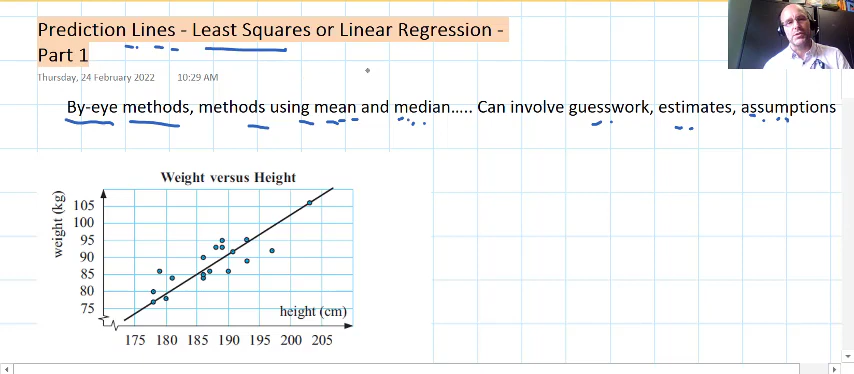 Prediction Lines - Least Squares or Linear Regression -
Part 1
Thursday, 24 February 2022 10:29 AM
By-eye methods, methods using mean and median..... Can involve guesswork, estimates, assumptions
Weight versus Height
weight (kg)
105
100
95
90
85
80
75
height (cm)
175 180 185 190 195 200 205